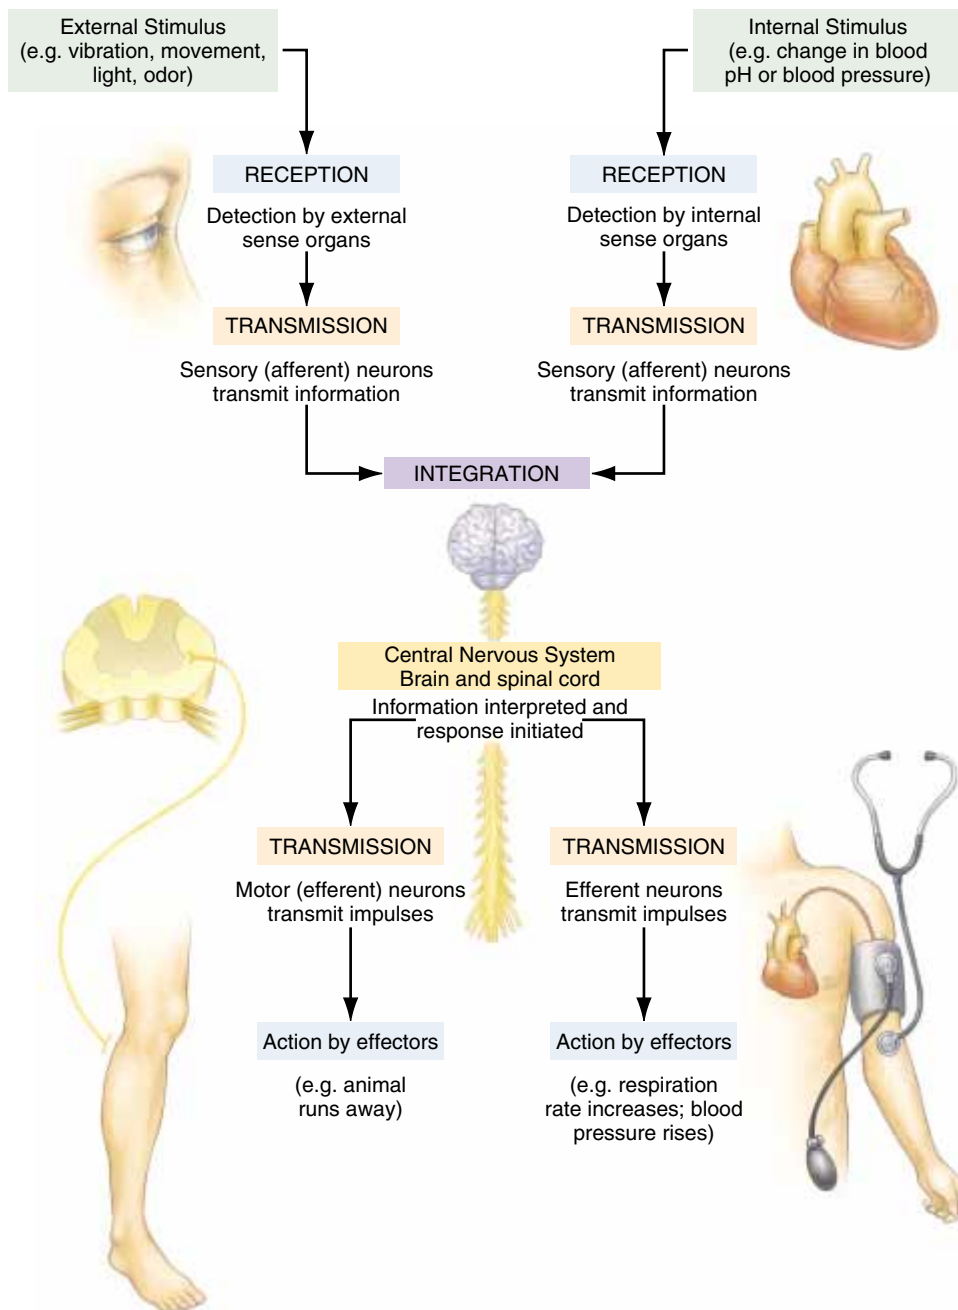 External Stimulus
(e.g. vibration, movement,
light, odor)
Internal Stimulus
(e.g. change in blood
pH or blood pressure)
RECEPTION
Detection by external
sense organs
RECEPTION
Detection by internal
sense organs
TRANSMISSION
Sensory (afferent) neurons
transmit information
TRANSMISSION
Sensory (afferent) neurons
transmit information
INTEGRATION
Central Nervous System
Brain and spinal cord
Information interpreted and
response initiated
TRANSMISSION
Motor (efferent) neurons
transmit impulses
TRANSMISSION
Efferent neurons
transmit impulses
Action by effectors
(e.g. animal
runs away)
Action by effectors
(e.g. respiration
rate increases; blood
pressure rises)